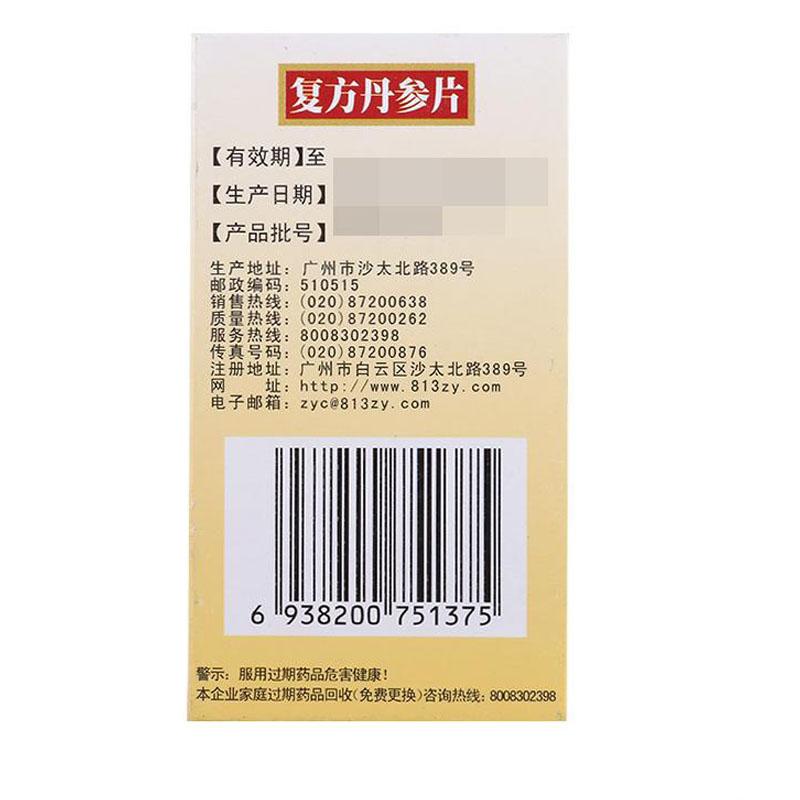 复方丹参片
【有效期】至
【生产日期】
【产品批号】
生产地址：广州市沙太北路389号
邮政编码：510515
销售热线：(020)87200638
质量热线：(020)87200262
服务热线：8008302398
传真号码：(020)87200876
注册地址：广州市白云区沙太北路389号
网　　址：http://www.813zy.com
电子邮箱：zyc@813zy.com
6 938200 751375
警示：服用过期药品危害健康！
本企业家庭过期药品回收（免费更换）咨询热线：8008302398